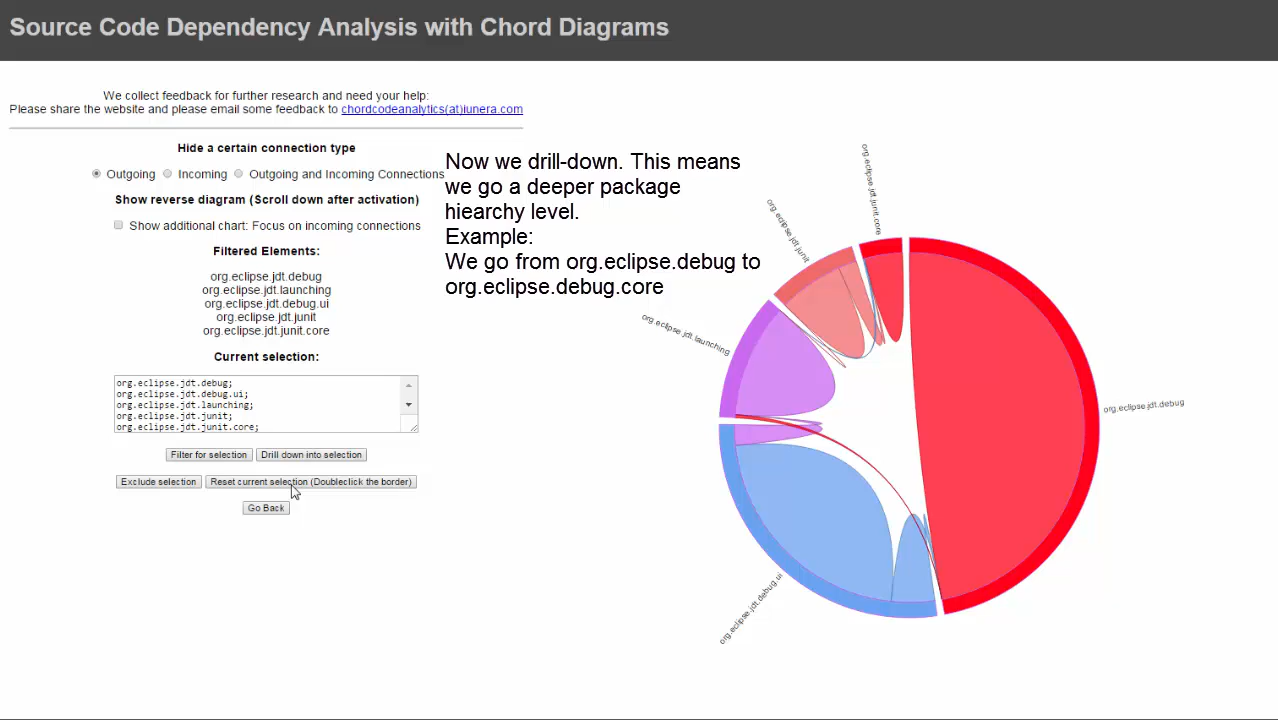 Source Code Dependency Analysis with Chord Diagrams
We collect feedback for further research and need your help:
Please share the website and please email some feedback to chordcodeanalytics(at)iunera.com
Hide a certain connection type
Outgoing Incoming Outgoing and Incoming Connections
Show reverse diagram (Scroll down after activation)
Show additional chart: Focus on incoming connections
Filtered Elements:
org.eclipse.jdt.debug
org.eclipse.jdt.launching
org.eclipse.jdt.debug.ui
org.eclipse.jdt.junit
org.eclipse.jdt.junit.core
Current selection:
org.eclipse.jdt.debug;
org.eclipse.jdt.debug.ui;
org.eclipse.jdt.launching;
org.eclipse.jdt.junit;
org.eclipse.jdt.junit.core;
Filter for selection Drill down into selection
Exclude selection Reset current selection (Doubleclick the border)
Go Back
Now we drill-down. This means
we go a deeper package
hiearchy level.
Example:
We go from org.eclipse.debug to
org.eclipse.debug.core
org.eclipse.jdt.junit.core
org.eclipse.jdt.junit
org.eclipse.jdt.launching
org.eclipse.jdt.debug
org.eclipse.jdt.debug.ui